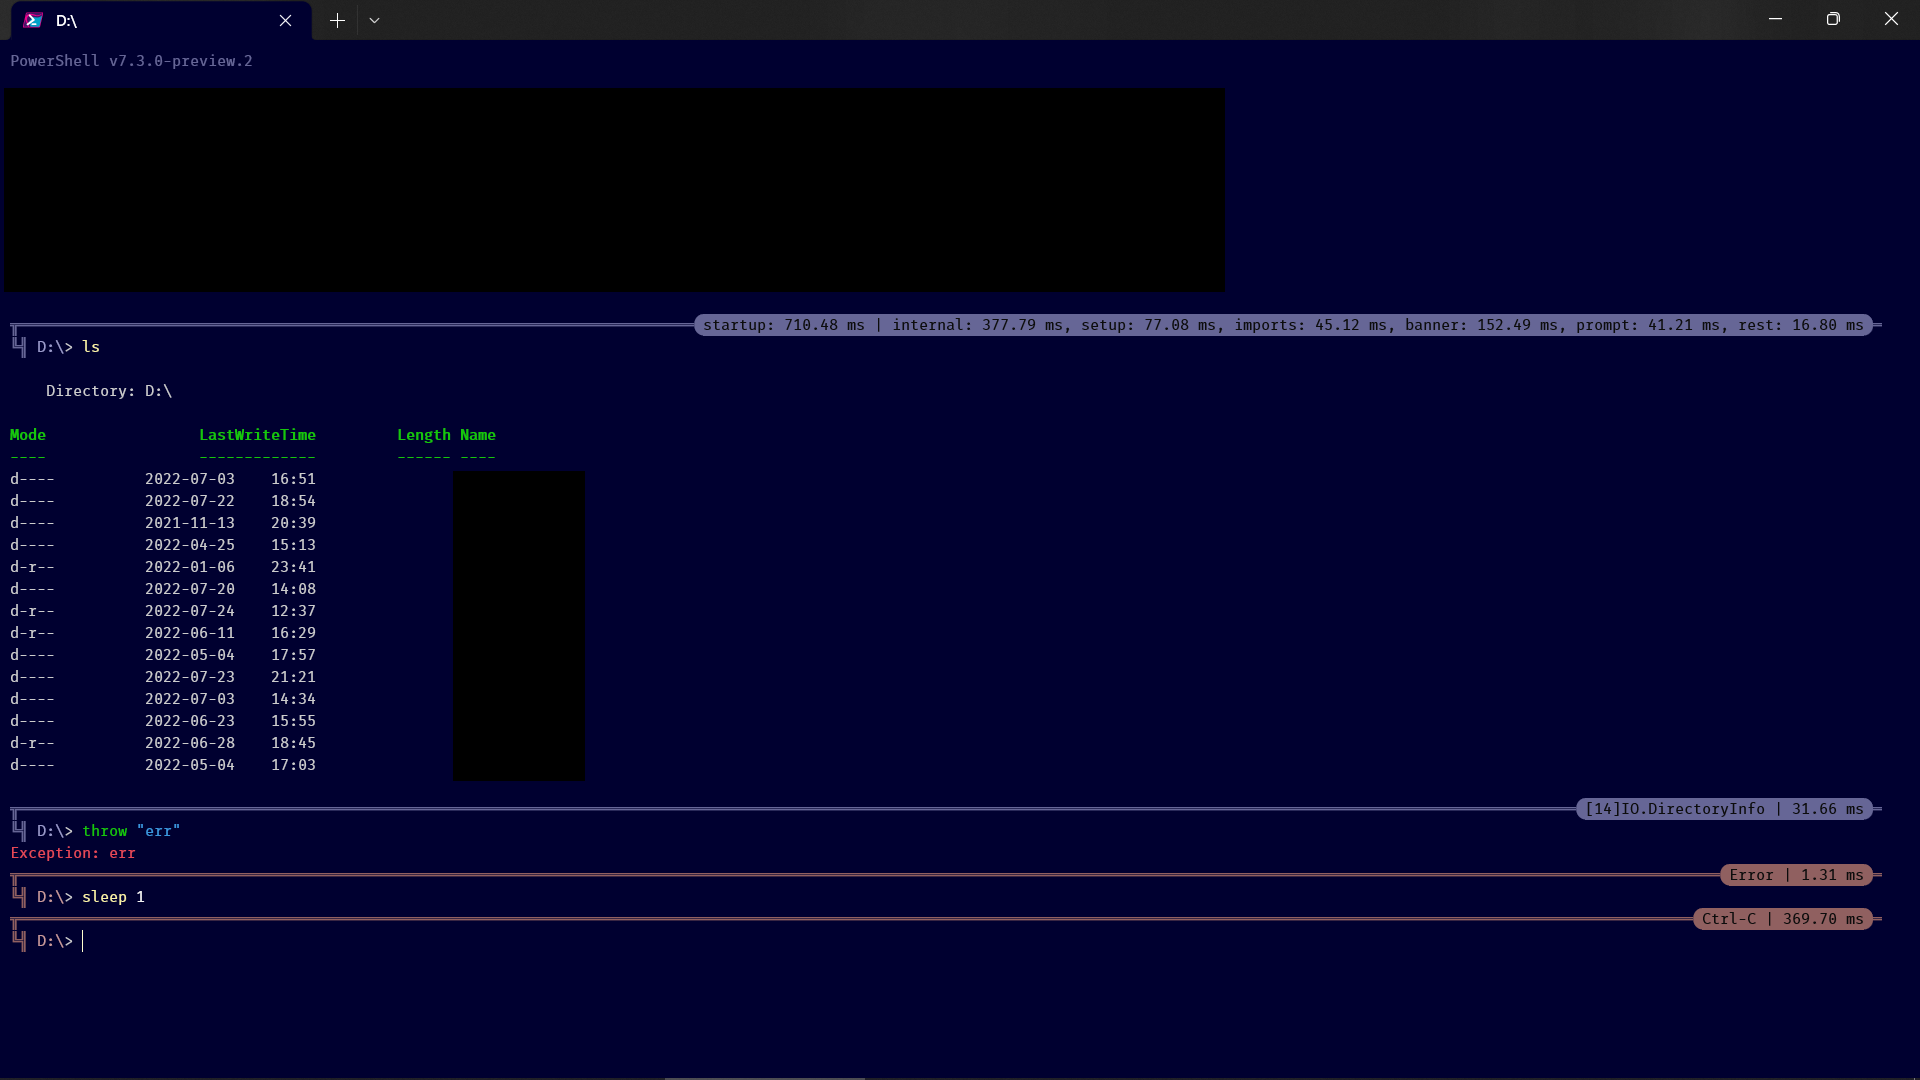 D:\
PowerShell v7.3.0-preview.2
startup: 710.48 ms | internal: 377.79 ms, setup: 77.08 ms, imports: 45.12 ms, banner: 152.49 ms, prompt: 41.21 ms, rest: 16.80 ms
D:\> ls
Directory: D:\
Mode LastWriteTime Length Name
---- ------------- ------ ----
d---- 2022-07-03 16:51
d---- 2022-07-22 18:54
d---- 2021-11-13 20:39
d---- 2022-04-25 15:13
d-r-- 2022-01-06 23:41
d---- 2022-07-20 14:08
d-r-- 2022-07-24 12:37
d-r-- 2022-06-11 16:29
d---- 2022-05-04 17:57
d---- 2022-07-23 21:21
d---- 2022-07-03 14:34
d---- 2022-06-23 15:55
d-r-- 2022-06-28 18:45
d---- 2022-05-04 17:03
[14]IO.DirectoryInfo | 31.66 ms
D:\> throw "err"
Exception: err
Error | 1.31 ms
D:\> sleep 1
Ctrl-C | 369.70 ms
D:\>